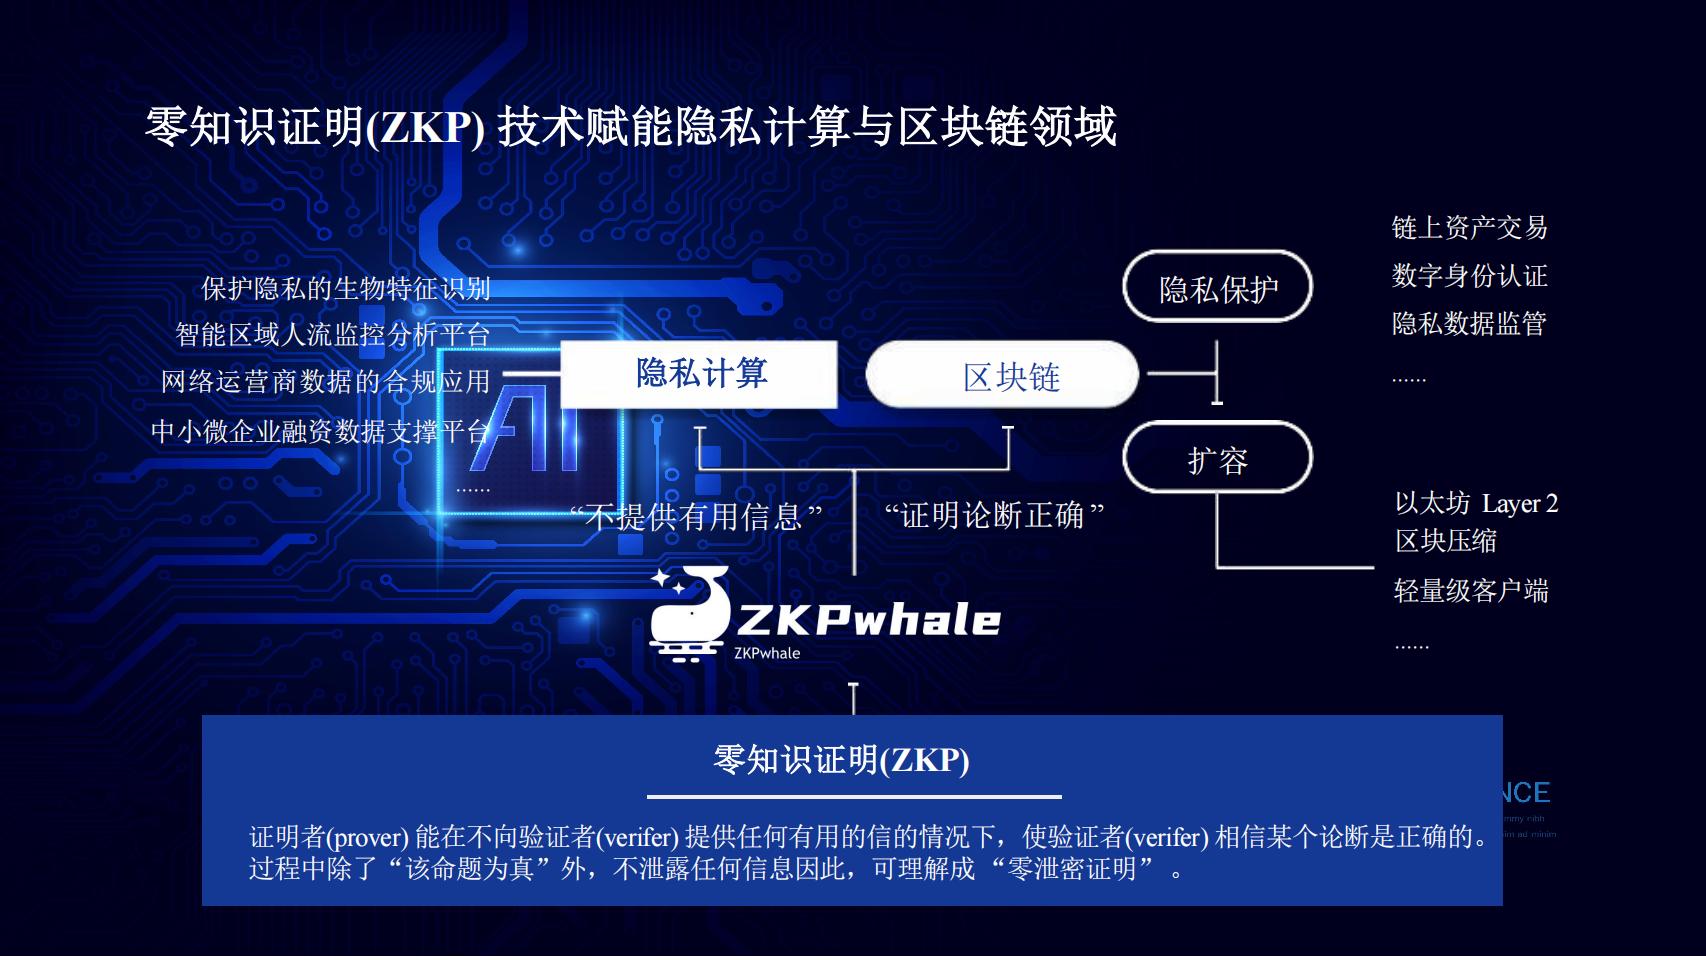 零知识证明(ZKP) 技术赋能隐私计算与区块链领域
保护隐私的生物特征识别
智能区域人流监控分析平台
网络运营商数据的合规应用
中小微企业融资数据支撑平台
......
AI
隐私计算
区块链
隐私保护
扩容
链上资产交易
数字身份认证
隐私数据监管
......
以太坊 Layer 2
区块压缩
轻量级客户端
......
“不提供有用信息”
“证明论断正确”
ZKPwhale
ZKPwhale
零知识证明(ZKP)
证明者(prover) 能在不向验证者(verifer) 提供任何有用的信的情况下，使验证者(verifer) 相信某个论断是正确的。
过程中除了“该命题为真”外，不泄露任何信息因此，可理解成 “零泄密证明” 。
NCE
mmy nibh
im ad minim